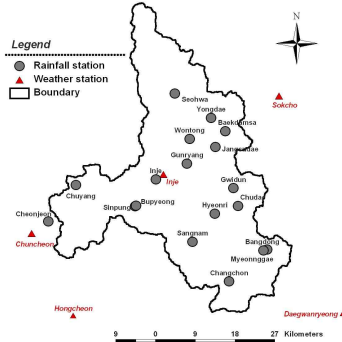 N
Legend
Rainfall station
Weather station
Boundary
Sokcho
Seohwa
Yongdae
Baekdamsa
Wontong
Jangsudae
Gunryang
Inje
Inje
Gwidun
Chuyang
Chudae
Sinpung
Bupyeong
Hyeonri
Cheonjeon
Chuncheon
Sangnam
Bangdong
Myeonnggae
Changchon
Hongcheon
Daegwanryeong
9 0 9 18 27 Kilometers